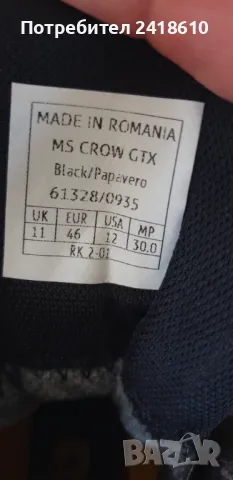 Потребител 2418610
MADE IN ROMANIA
MS CROW GTX
Black/Papavero
61328/0935
UK EUR USA MP
11 46 12 30.0
RK 2-01
bazar